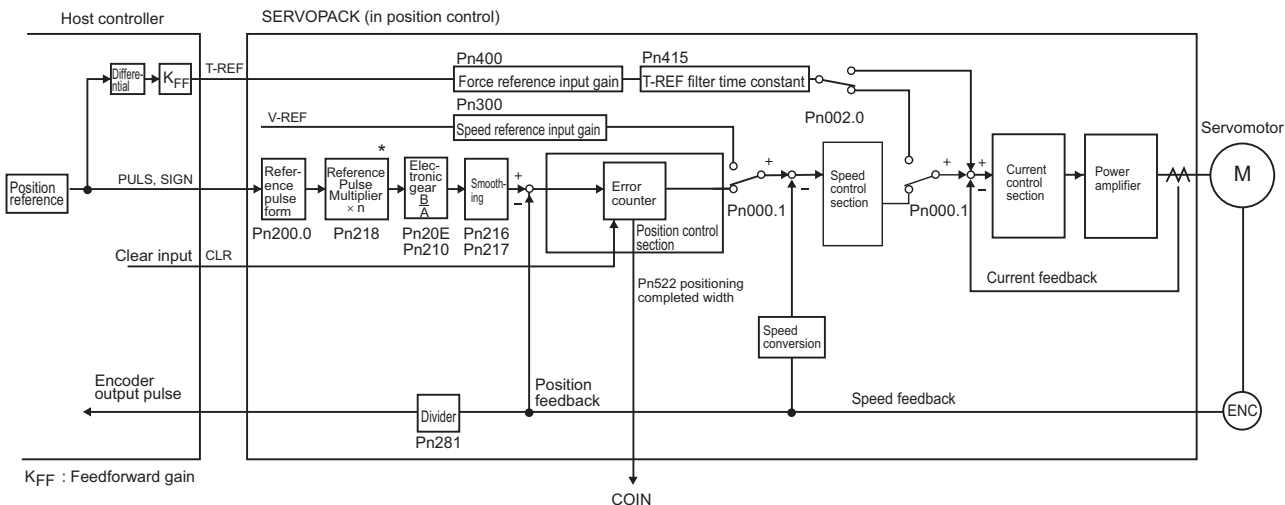 Host controller
SERVOPACK (in position control)
Pn400
Pn415
Differe-
ntial
KFF
T-REF
Force reference input gain
T-REF filter time constant
Pn300
Pn002.0
V-REF
Speed reference input gain
Servomotor
*
Position
reference
PULS, SIGN
Refer-
ence
pulse
form
Reference
Pulse
Multiplier
× n
Elec-
tronic
gear
B
A
Smooth-
ing
+
−
Error
counter
+
−
Speed
control
section
+
+
−
Current
control
section
Power
amplifier
M
Pn000.1
Pn000.1
Position control
section
Pn200.0
Pn218
Pn20E
Pn210
Pn216
Pn217
Clear input
CLR
Pn522 positioning
completed width
Current feedback
Speed
conversion
Encoder
output pulse
Position
feedback
Speed feedback
Divider
ENC
Pn281
KFF : Feedforward gain
COIN